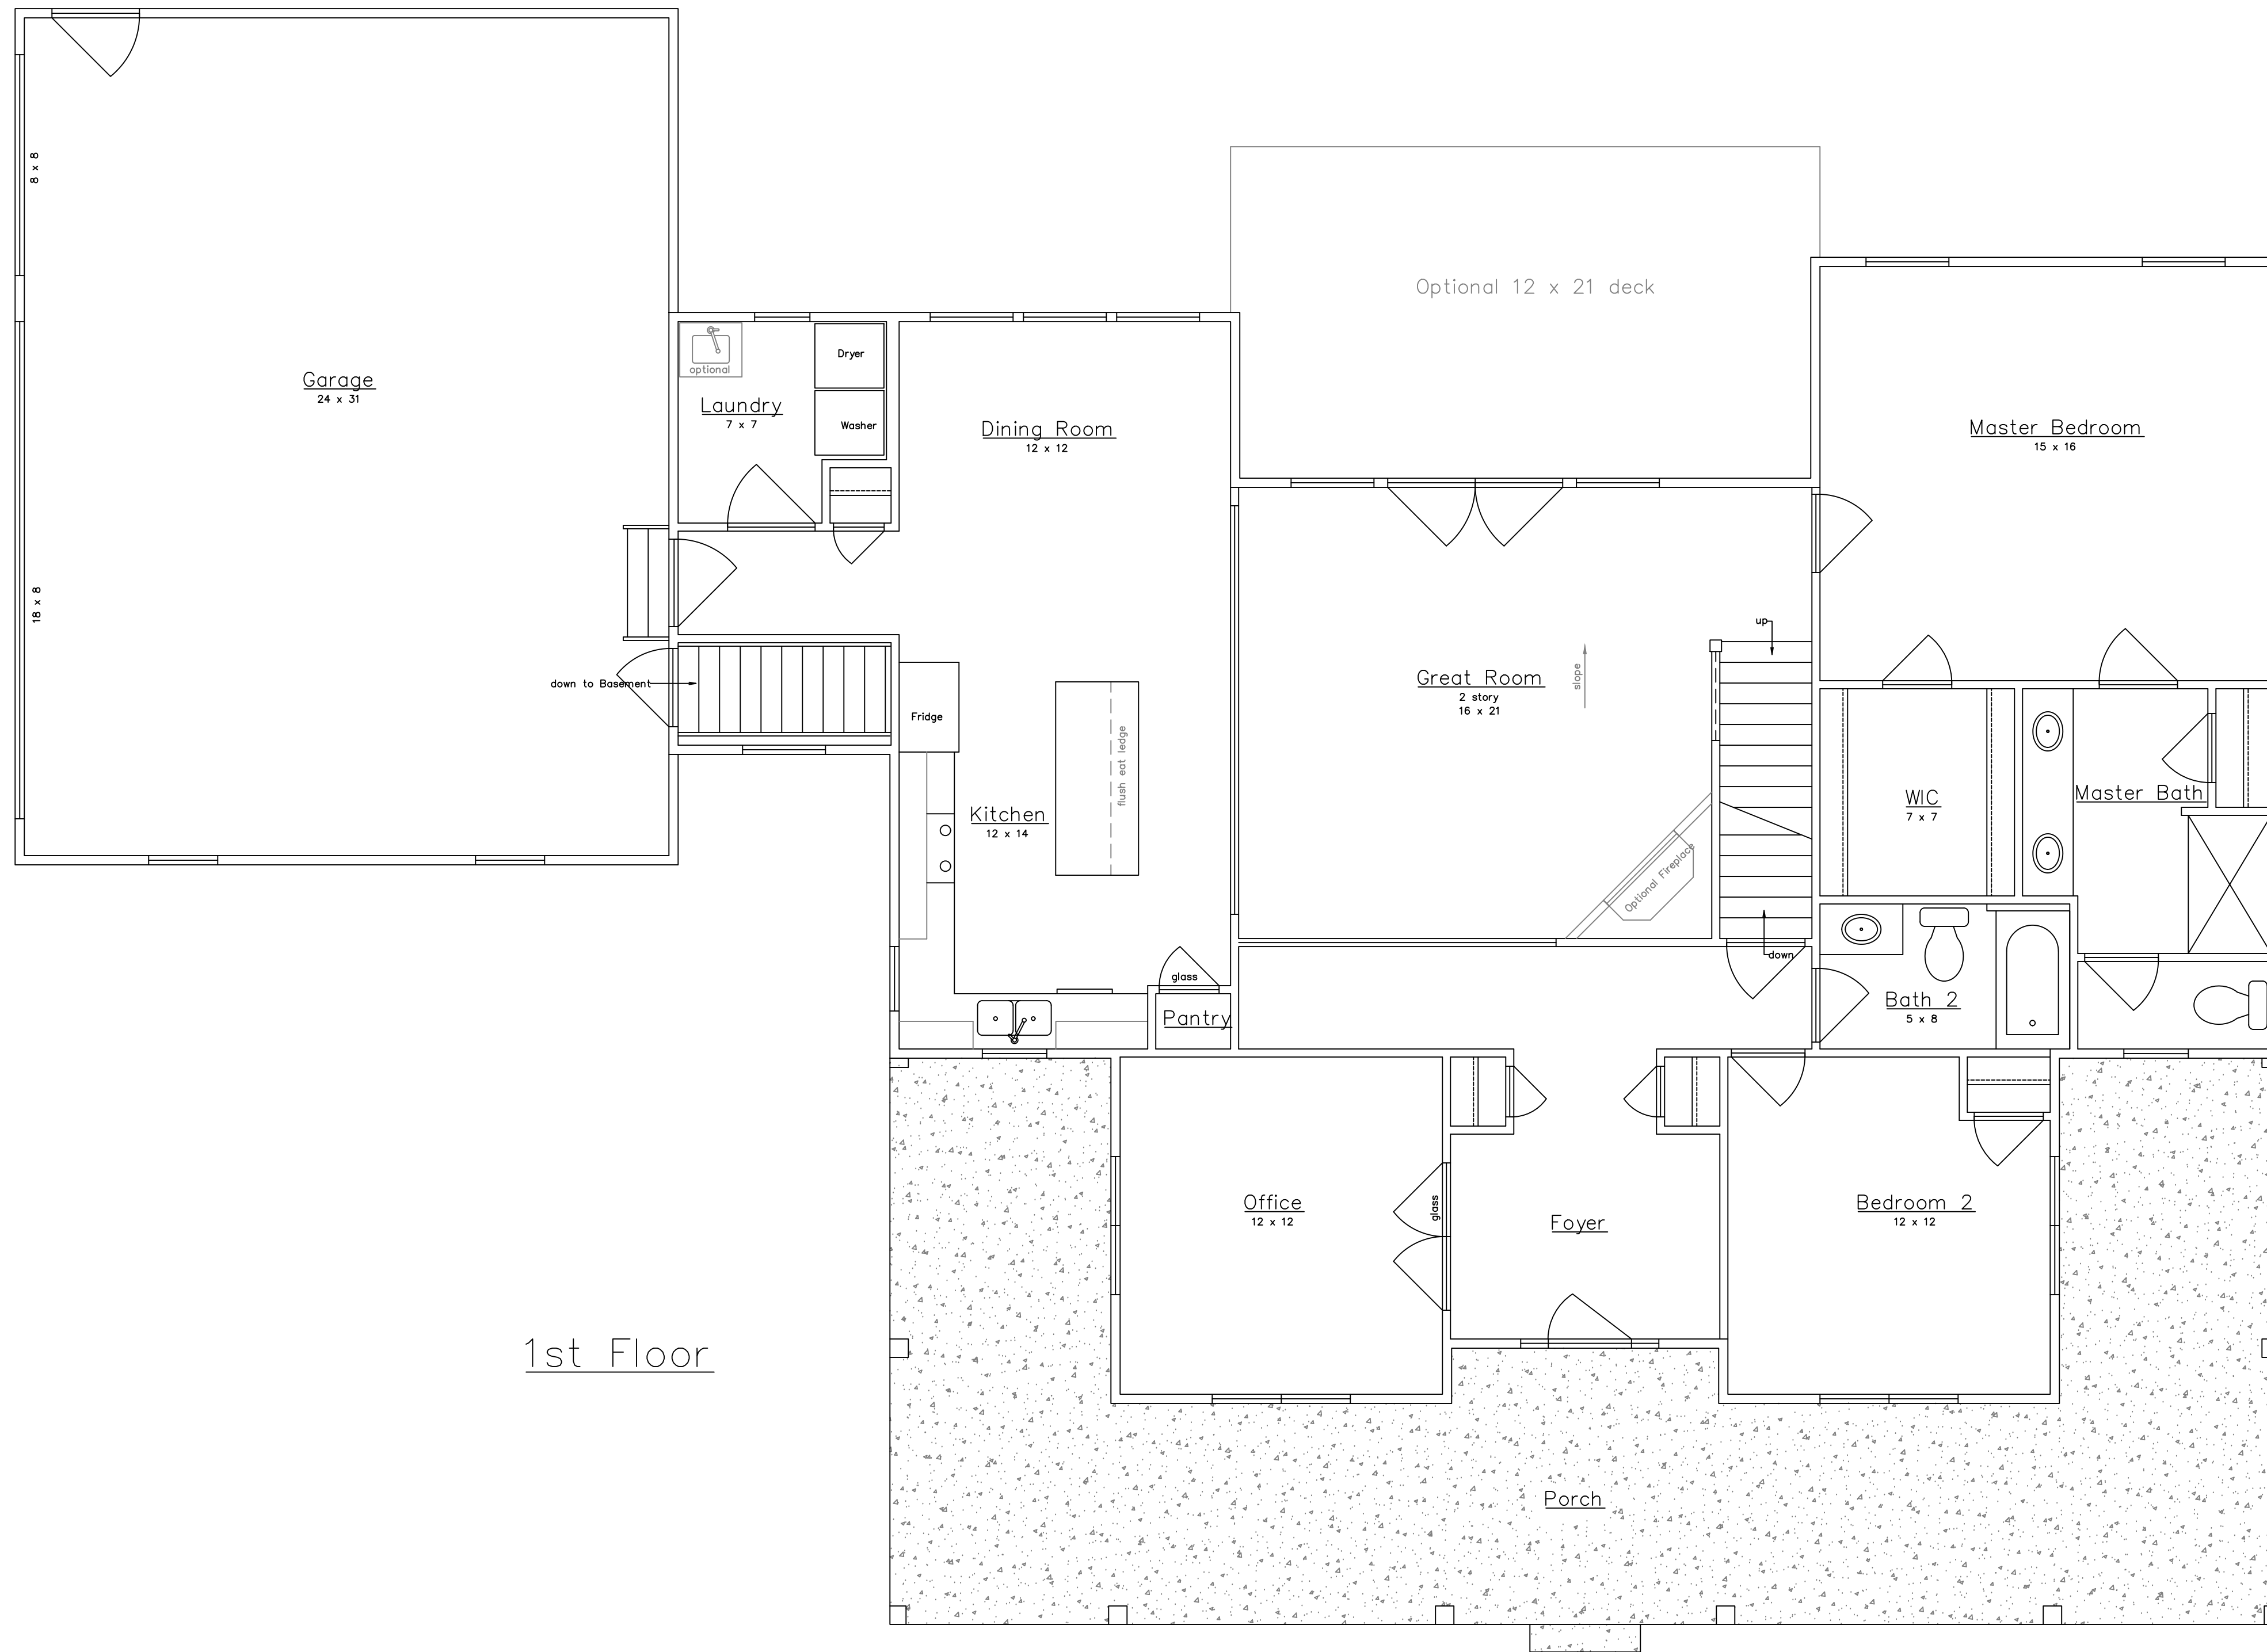 8 x 8
Garage
24 x 31
18 x 8
down to Basement
optional
Dryer
Washer
Laundry
7 x 7
Dining Room
12 x 12
Fridge
flush eat ledge
Kitchen
12 x 14
glass
Pantry
Optional 12 x 21 deck
Great Room
2 story
16 x 21
slope
Optional Fireplace
up
down
Master Bedroom
15 x 16
WIC
7 x 7
Master Bath
Bath 2
5 x 8
Office
12 x 12
glass
Foyer
Bedroom 2
12 x 12
1st Floor
Porch